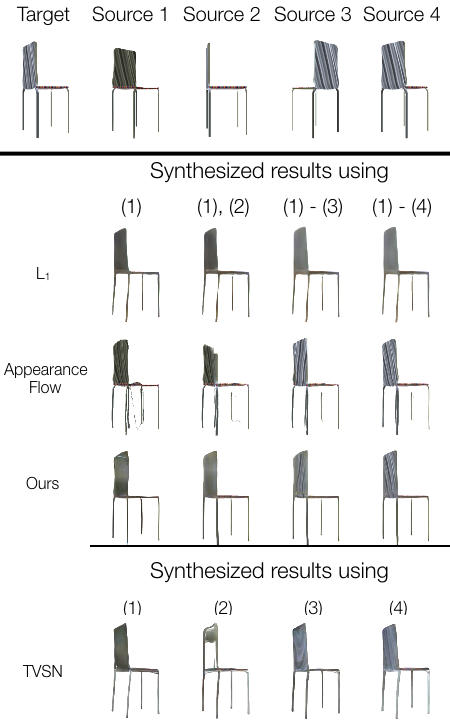 Target Source 1 Source 2 Source 3 Source 4
Synthesized results using
(1) (1), (2) (1) - (3) (1) - (4)
L₁
Appearance
Flow
Ours
Synthesized results using
(1) (2) (3) (4)
TVSN